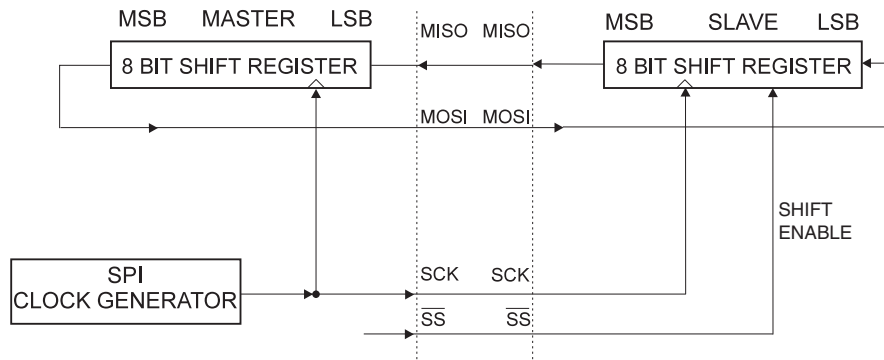 MSB MASTER LSB
MISO MISO
MSB SLAVE LSB
8 BIT SHIFT REGISTER
8 BIT SHIFT REGISTER
MOSI MOSI
SHIFT
ENABLE
SPI
CLOCK GENERATOR
SCK SCK
SS SS